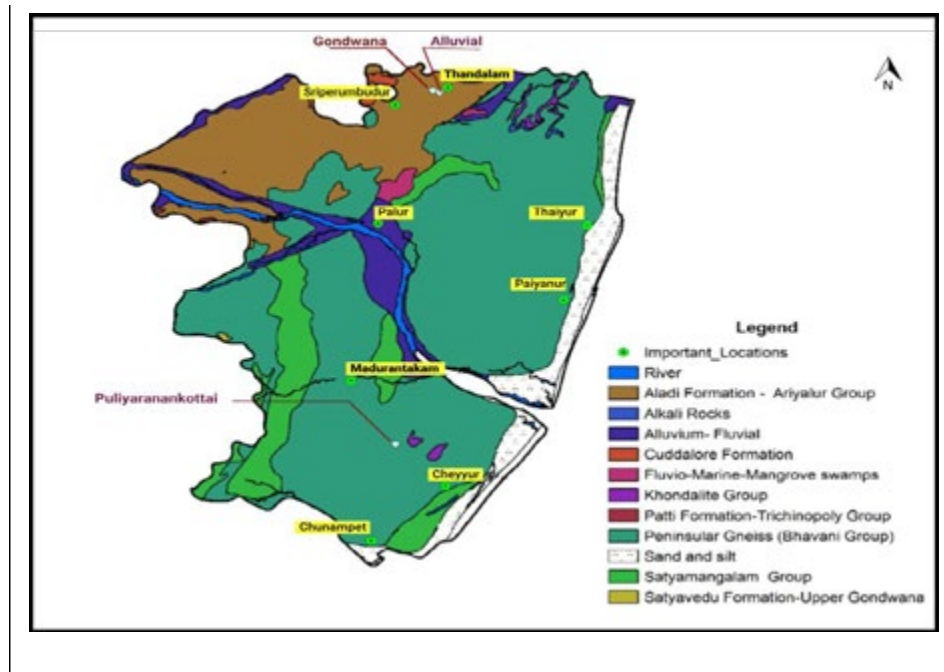 Gondwana Alluvial
Thandalam
Sriperumbudur
N
Palur
Thaiyur
Paiyanur
Madurantakam
Puliyaranankottai
Cheyyur
Chunampet
Legend
Important_Locations
River
Aladi Formation - Ariyalur Group
Alkali Rocks
Alluvium- Fluvial
Cuddalore Formation
Fluvio-Marine-Mangrove swamps
Khondalite Group
Patti Formation-Trichinopoly Group
Peninsular Gneiss (Bhavani Group)
Sand and silt
Satyamangalam Group
Satyavedu Formation-Upper Gondwana